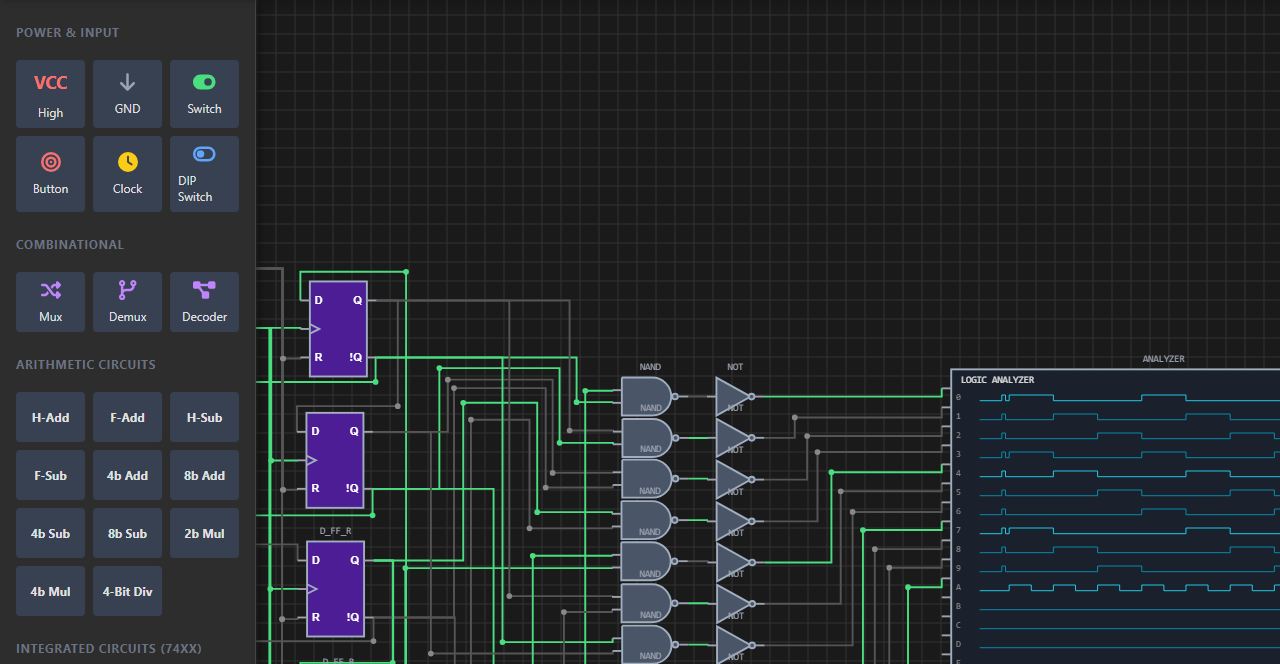 POWER & INPUT
VCC
High
GND
Switch
Button
Clock
DIP
Switch
COMBINATIONAL
Mux
Demux
Decoder
ARITHMETIC CIRCUITS
H-Add
F-Add
H-Sub
F-Sub
4b Add
8b Add
4b Sub
8b Sub
2b Mul
4b Mul
4-Bit Div
INTEGRATED CIRCUITS (74XX)
D Q
R !Q
D Q
R !Q
D_FF_R
D Q
R !Q
D_FF_R
NAND NOT
NAND NOT
NAND NOT
NAND NOT
NAND NOT
NAND NOT
NAND NOT
NAND NOT
ANALYZER
LOGIC ANALYZER
0
1
2
3
4
5
6
7
8
9
A
B
C
D
E